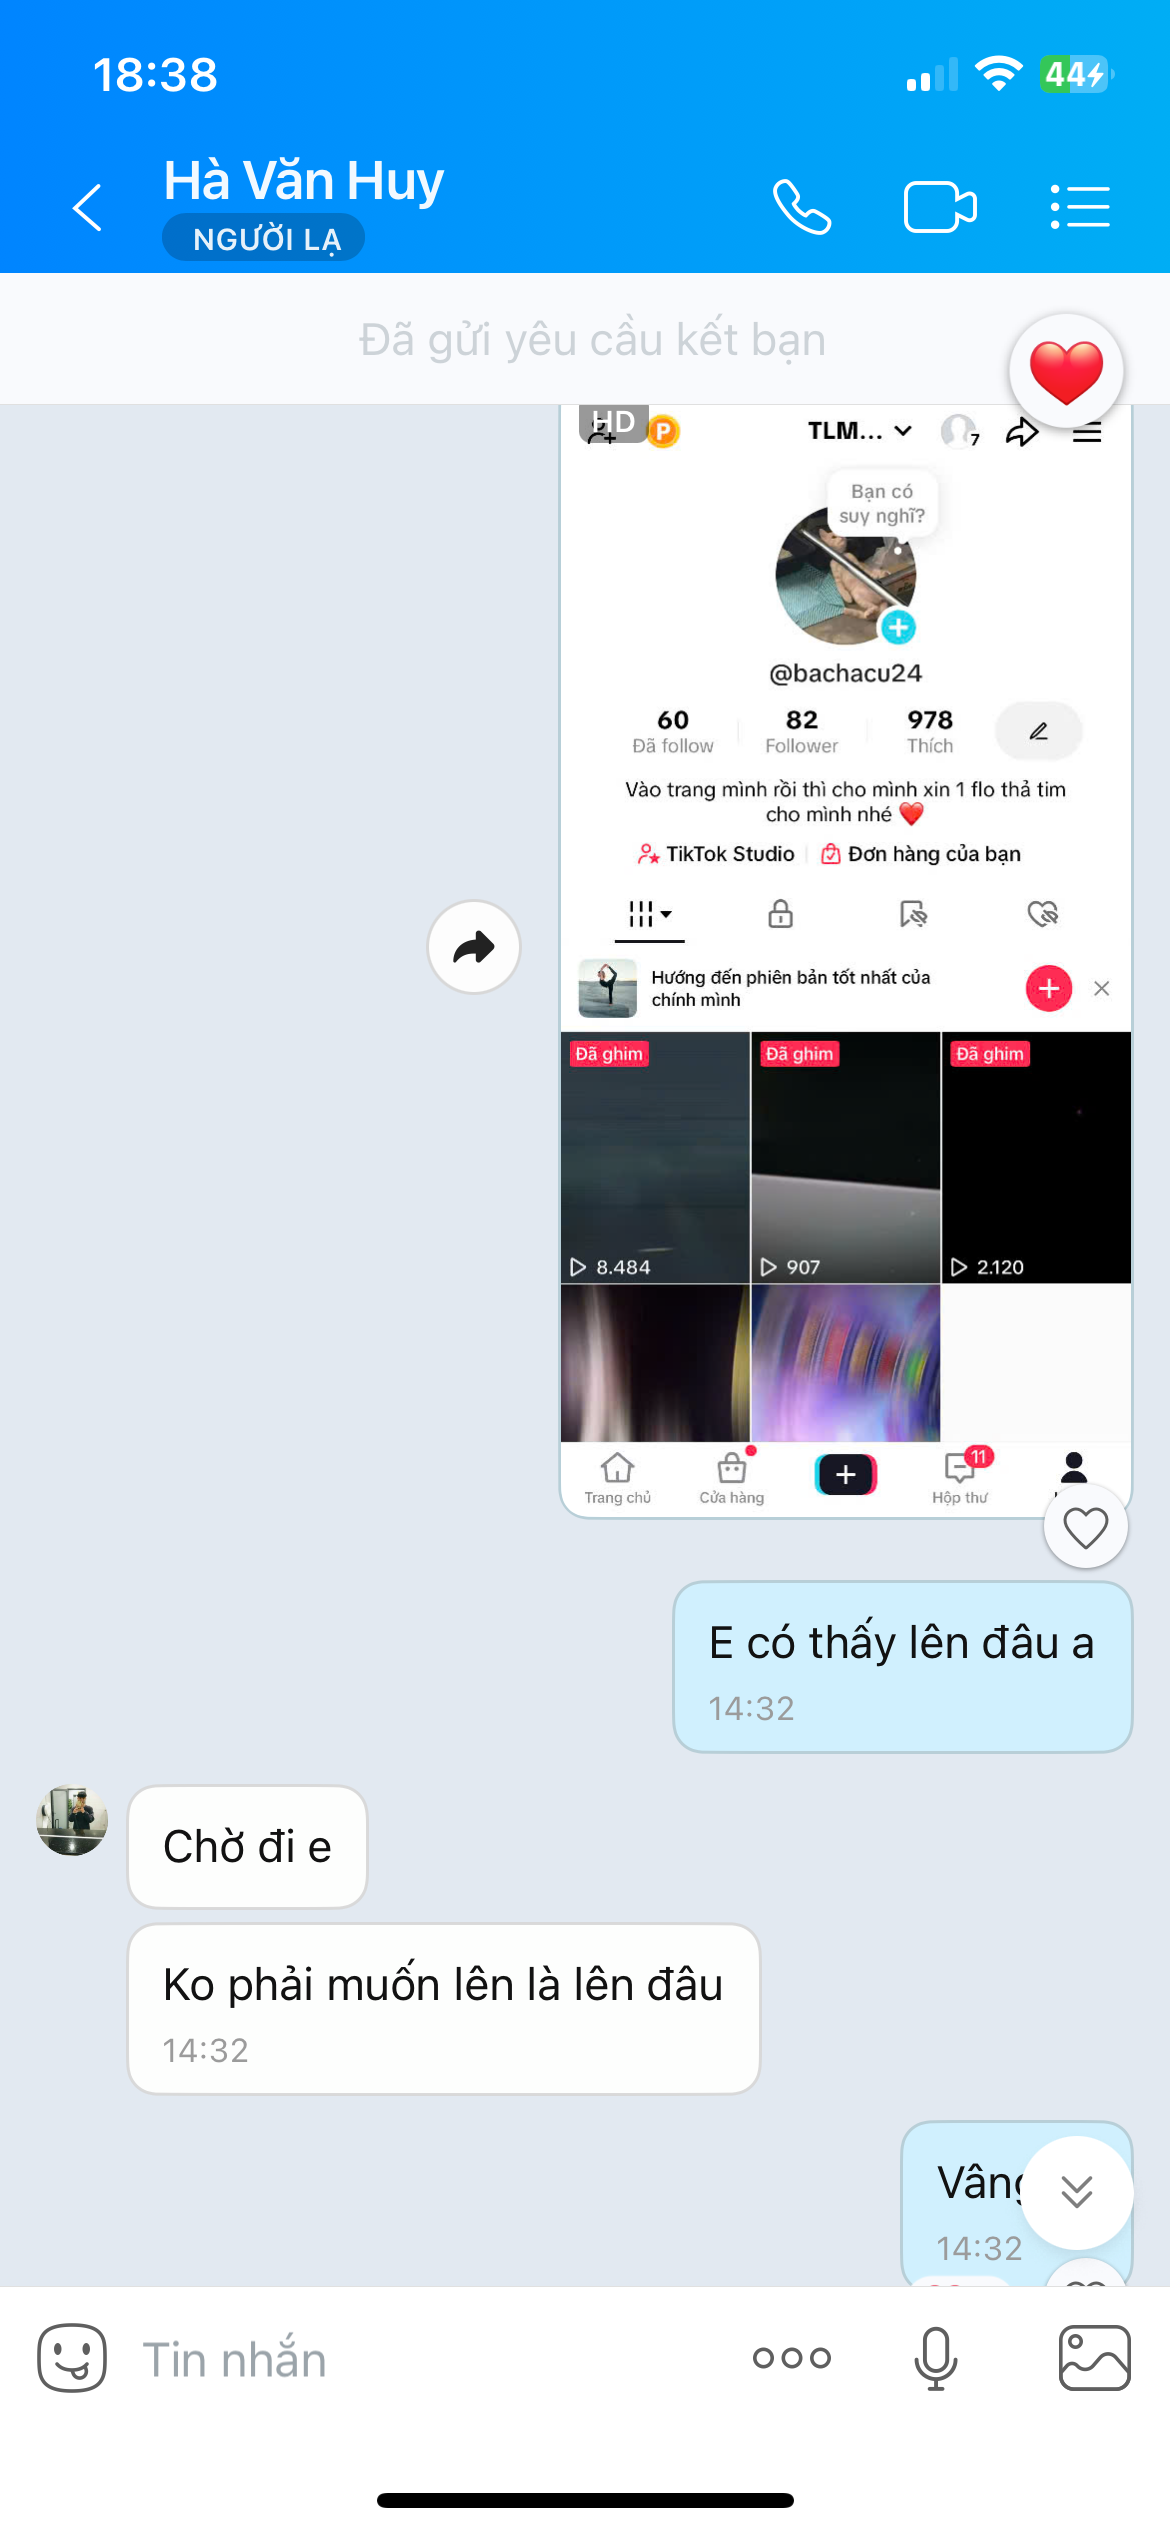 18:38
44
Hà Văn Huy
NGƯỜI LẠ
Đã gửi yêu cầu kết bạn
HD
P
TLM...
7
Bạn có
suy nghĩ?
@bachacu24
60
82
978
Đã follow
Follower
Thích
Vào trang mình rồi thì cho mình xin 1 flo thả tim
cho mình nhé ❤️
TikTok Studio
Đơn hàng của bạn
Hướng đến phiên bản tốt nhất của
chính mình
Đã ghim
Đã ghim
Đã ghim
8.484
907
2.120
Trang chủ
Cửa hàng
11
Hộp thư
E có thấy lên đâu a
14:32
Chờ đi e
Ko phải muốn lên là lên đâu
14:32
Vâng
14:32
Tin nhắn